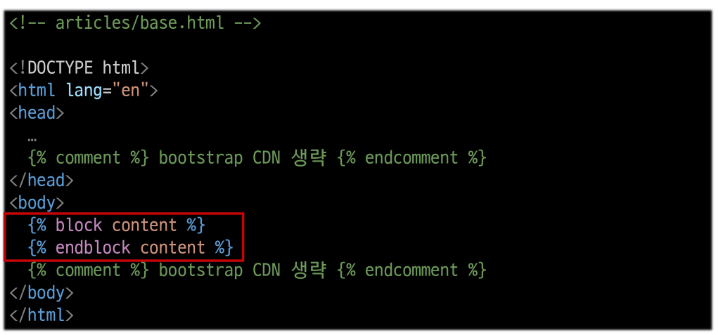 <!-- articles/base.html -->
<!DOCTYPE html>
<html lang="en">
<head>
…
{% comment %} bootstrap CDN 생략 {% endcomment %}
</head>
<body>
{% block content %}
{% endblock content %}
{% comment %} bootstrap CDN 생략 {% endcomment %}
</body>
</html>